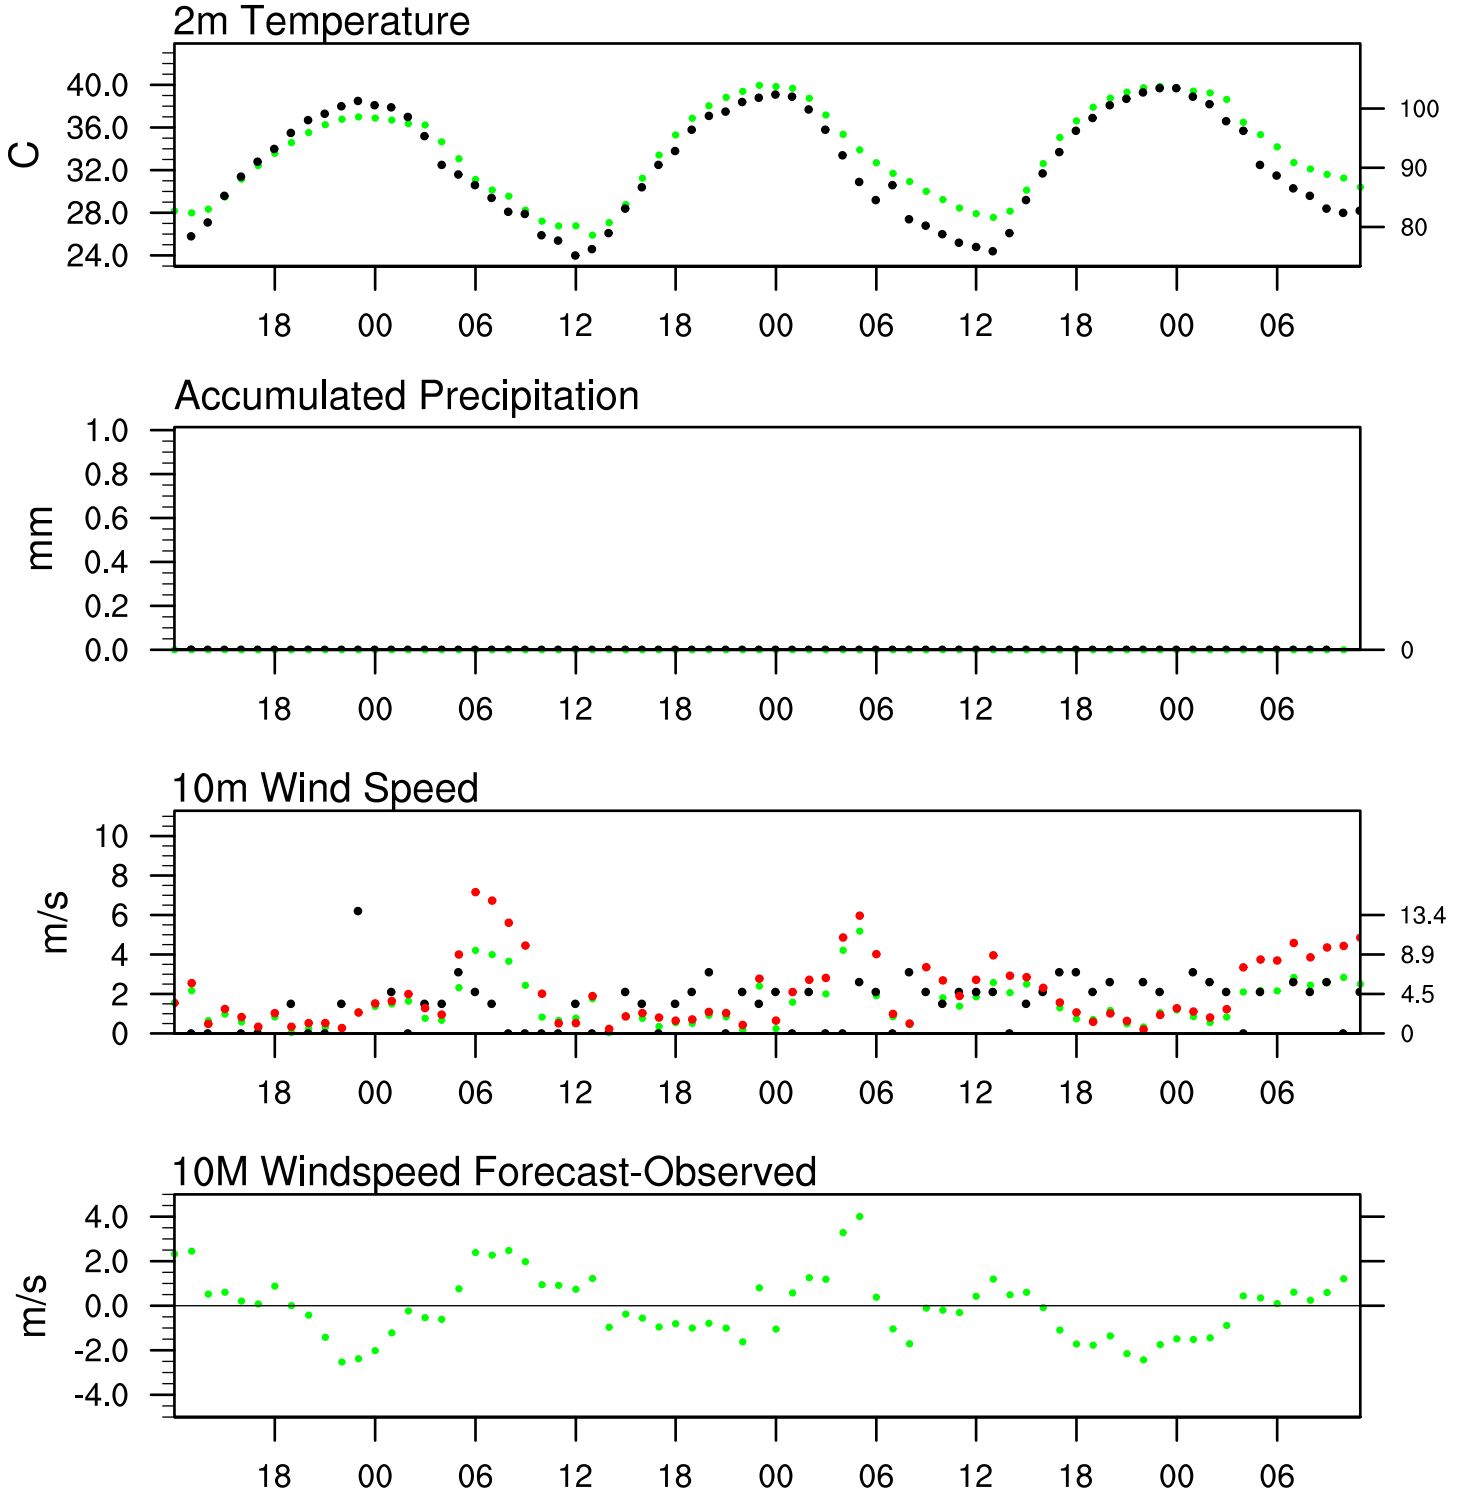 2m Temperature
40.0
36.0
32.0
28.0
24.0
C
100
90
80
18 00 06 12 18 00 06 12 18 00 06
Accumulated Precipitation
1.0
0.8
0.6
0.4
0.2
0.0
mm
0
18 00 06 12 18 00 06 12 18 00 06
10m Wind Speed
10
8
6
4
2
0
m/s
13.4
8.9
4.5
0
18 00 06 12 18 00 06 12 18 00 06
10M Windspeed Forecast-Observed
4.0
2.0
0.0
-2.0
-4.0
m/s
18 00 06 12 18 00 06 12 18 00 06